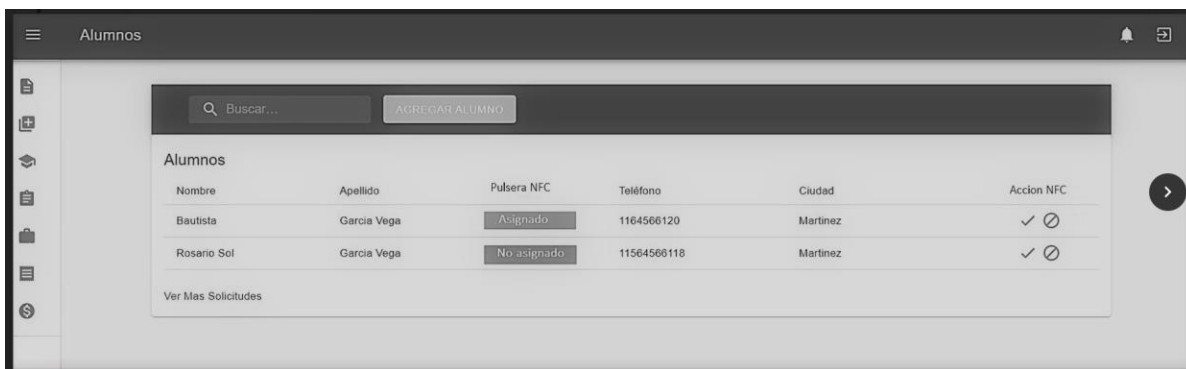 Alumnos
Buscar...
AGREGAR ALUMNO
Alumnos
Nombre Apellido Pulsera NFC Teléfono Ciudad Accion NFC
Bautista Garcia Vega Asignado 1164566120 Martinez
Rosario Sol Garcia Vega No asignado 11564566118 Martinez
Ver Mas Solicitudes